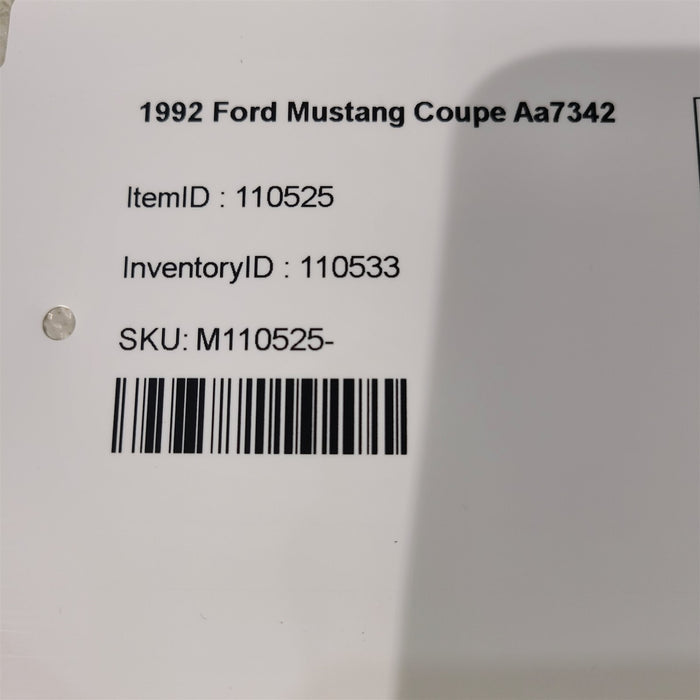 1992 Ford Mustang Coupe Aa7342
ItemID : 110525
InventoryID : 110533
SKU: M110525-